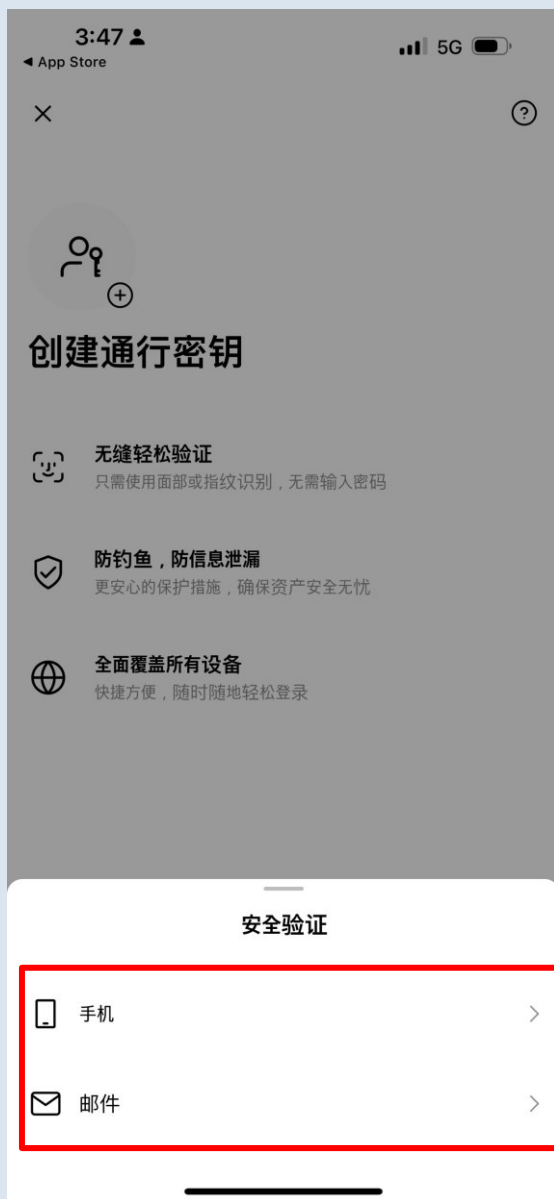 3:47
◀ App Store
5G
创建通行密钥
无缝轻松验证
只需使用面部或指纹识别，无需输入密码
防钓鱼，防信息泄漏
更安心的保护措施，确保资产安全无忧
全面覆盖所有设备
快捷方便，随时随地轻松登录
安全验证
手机
邮件